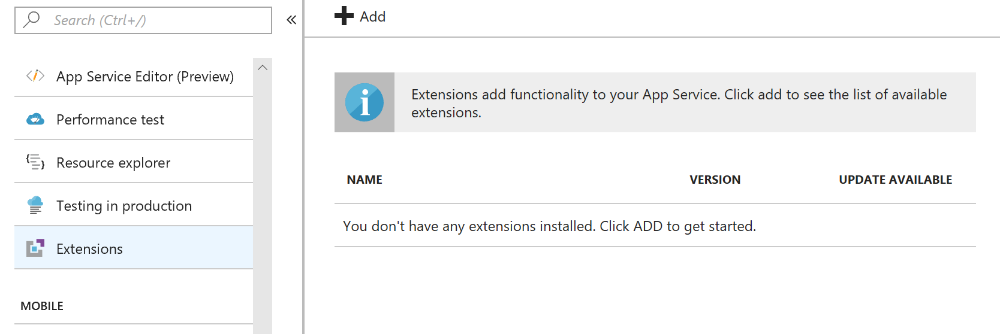 Search (Ctrl+/)
«
App Service Editor (Preview)
Performance test
Resource explorer
Testing in production
Extensions
MOBILE
Add
Extensions add functionality to your App Service. Click add to see the list of available
extensions.
NAME VERSION UPDATE AVAILABLE
You don't have any extensions installed. Click ADD to get started.